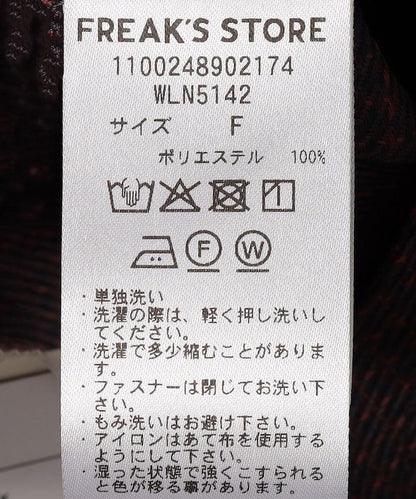 FREAK'S STORE
1100248902174
WLN5142
サイズ F
ポリエステル 100%
F W
・単独洗い
・洗濯の際は、軽く押し洗いし
てください。
・洗濯で多少縮むことがありま
す。
・ファスナーは閉じてお洗い下
さい。
・もみ洗いはお避け下さい。
・アイロンはあて布を使用する
ようにして下さい。
・湿った状態で強くこすられる
と色が移る事があります。